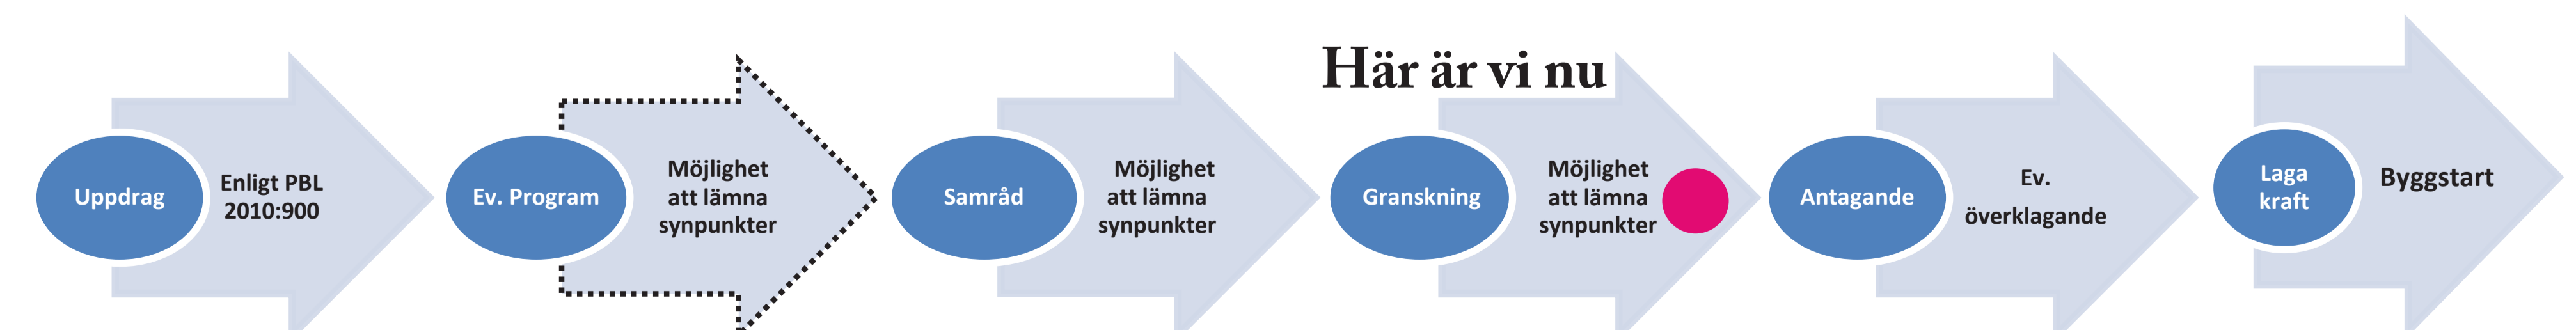 Här är vi nu
Uppdrag
Enligt PBL
2010:900
Ev. Program
Möjlighet
att lämna
synpunkter
Samråd
Möjlighet
att lämna
synpunkter
Granskning
Möjlighet
att lämna
synpunkter
Antagande
Ev.
överklagande
Laga
kraft
Byggstart